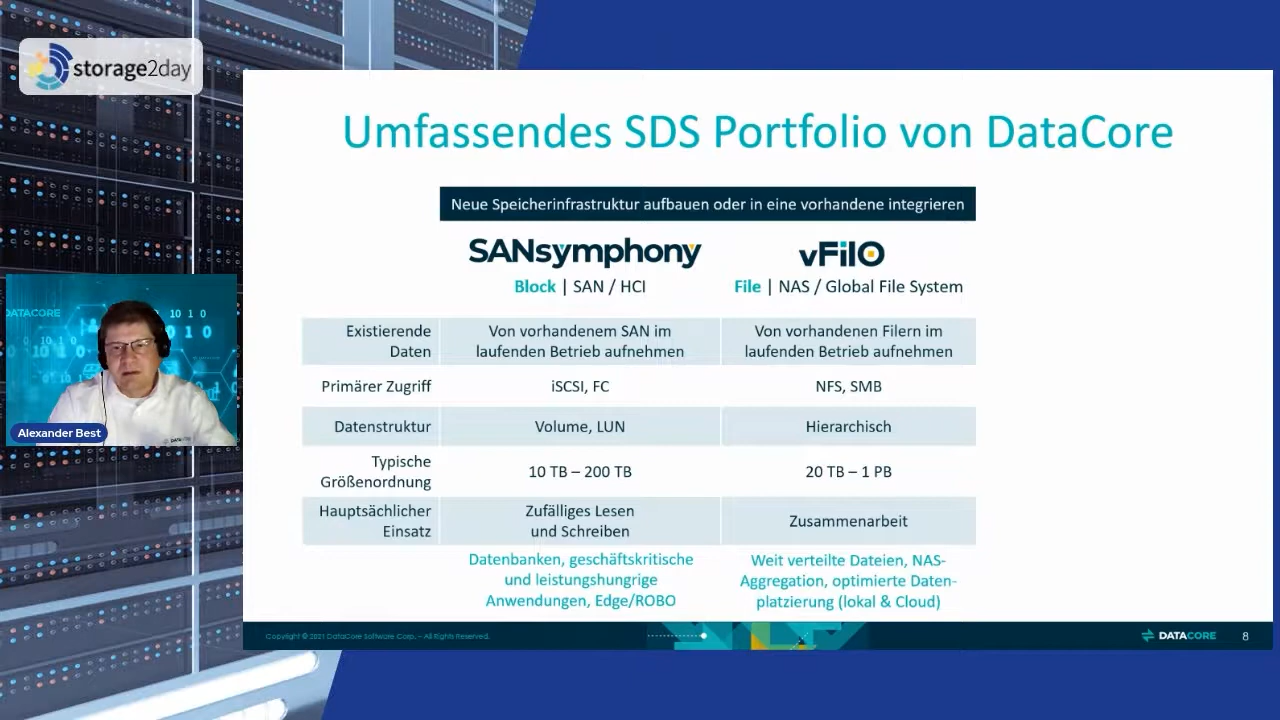 storage2day
Umfassendes SDS Portfolio von DataCore
Neue Speicherinfrastruktur aufbauen oder in eine vorhandene integrieren
SANsymphony
vFilO
Block | SAN / HCI
File | NAS / Global File System
Existierende
Daten
Von vorhandenem SAN im
laufenden Betrieb aufnehmen
Von vorhandenen Filern im
laufenden Betrieb aufnehmen
Primärer Zugriff
iSCSI, FC
NFS, SMB
Datenstruktur
Volume, LUN
Hierarchisch
Typische
Größenordnung
10 TB – 200 TB
20 TB – 1 PB
Hauptsächlicher
Einsatz
Zufälliges Lesen
und Schreiben
Zusammenarbeit
Datenbanken, geschäftskritische
und leistungshungrige
Anwendungen, Edge/ROBO
Weit verteilte Dateien, NAS-
Aggregation, optimierte Daten-
platzierung (lokal & Cloud)
DATACORE
Alexander Best
Copyright © 2021 DataCore Software Corp. – All Rights Reserved.
DATACORE
8